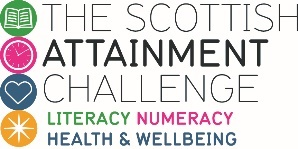 THE SCOTTISH
ATTAINMENT
CHALLENGE
LITERACY NUMERACY
HEALTH & WELLBEING